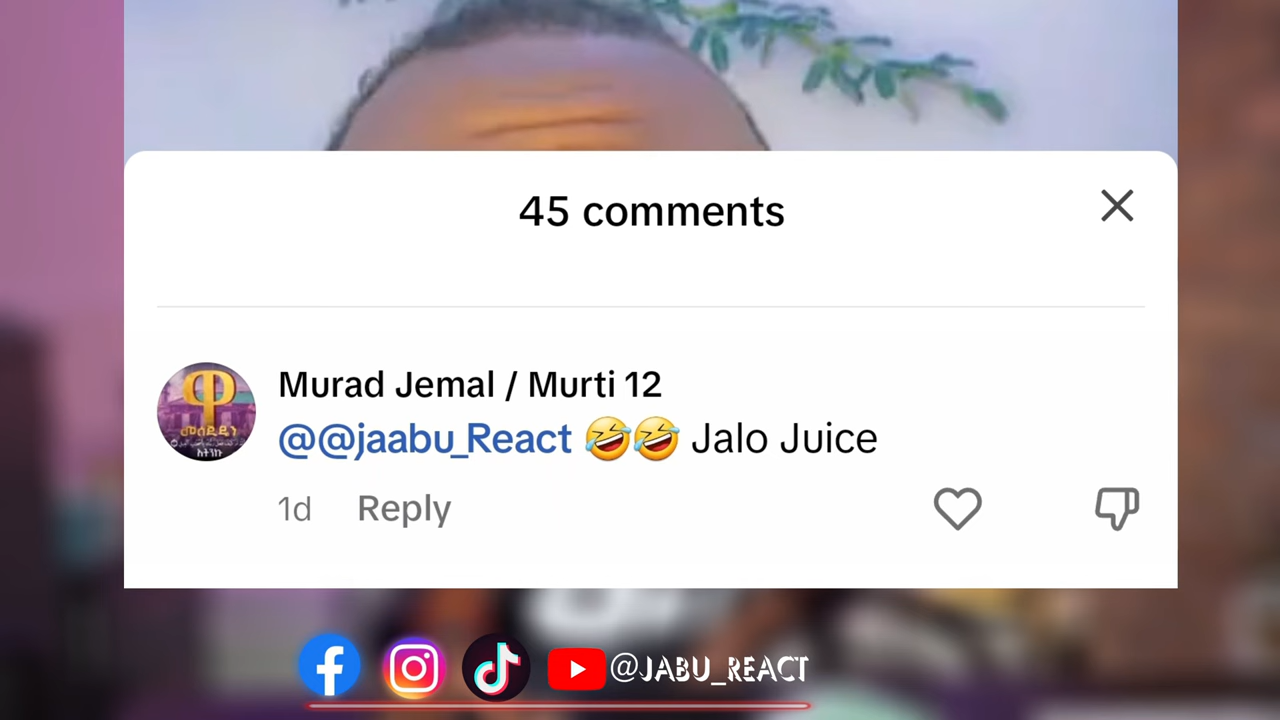 45 comments
Murad Jemal / Murti 12
@@jaabu_React 🤣🤣 Jalo Juice
1d Reply
@JABU_REACT